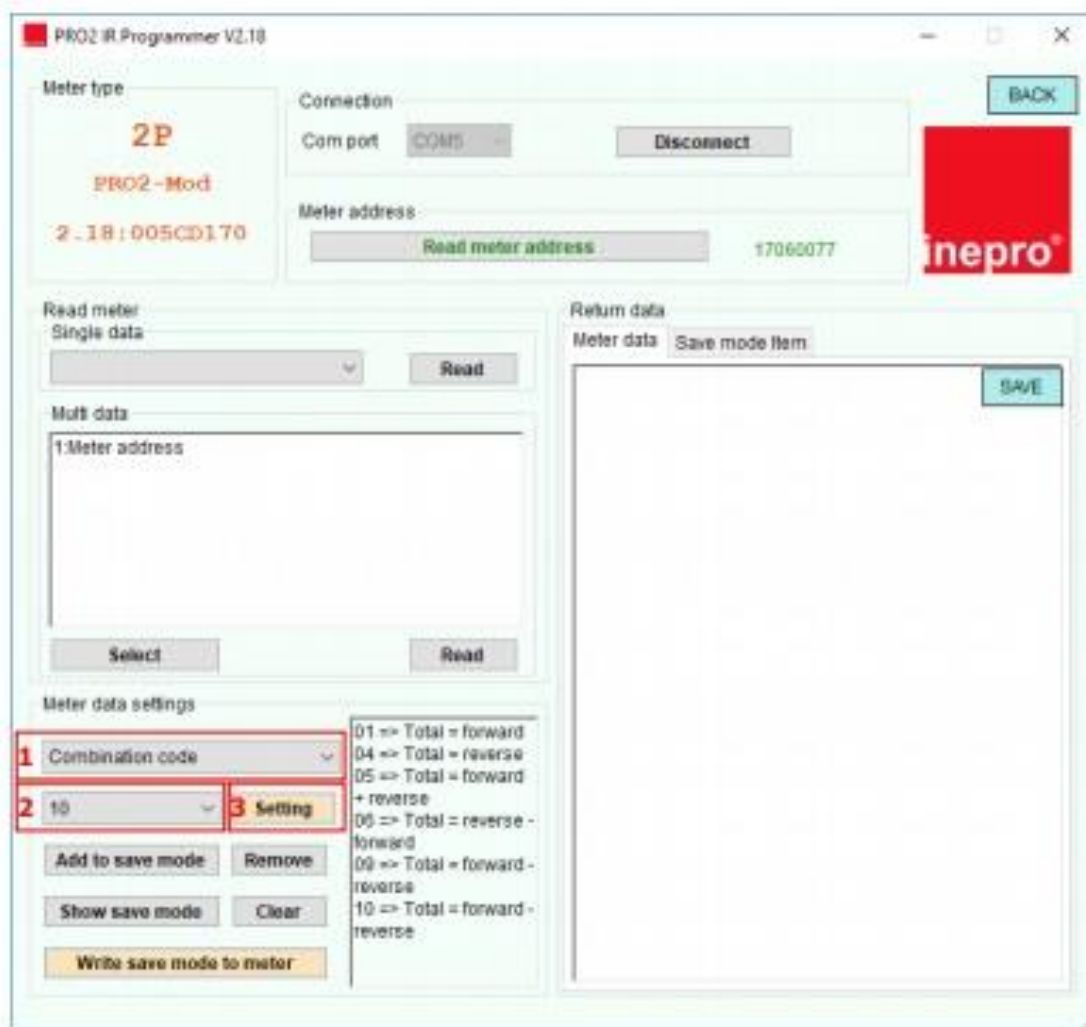 PRO2 IR Programmer V2.18
Meter type
2P
PRO2-Mod
2.18:005CD170
Connection
Com port COM5 Disconnect
BACK
Meter address
Read meter address 17060077
inepro®
Read meter
Single data
Read
Multi data
1:Meter address
Select Read
Return data
Meter data Save mode Item
SAVE
Meter data settings
1 Combination code
2 10 3 Setting
Add to save mode Remove
Show save mode Clear
Write save mode to meter
01 => Total = forward
04 => Total = reverse
05 => Total = forward
+ reverse
06 => Total = reverse -
forward
09 => Total = forward -
reverse
10 => Total = forward -
reverse